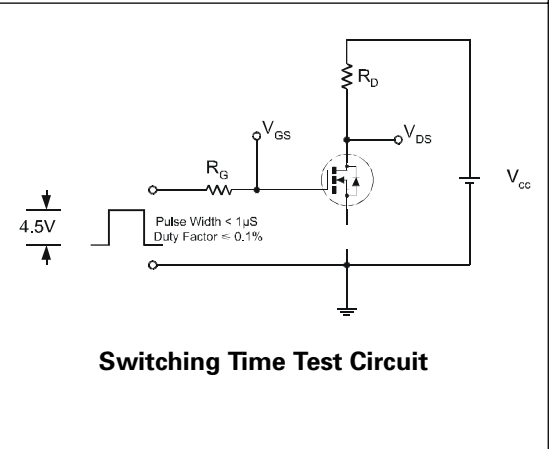 R_D
V_GS
V_DS
R_G
V_cc
4.5V
Pulse Width < 1µS
Duty Factor ≤ 0.1%
Switching Time Test Circuit